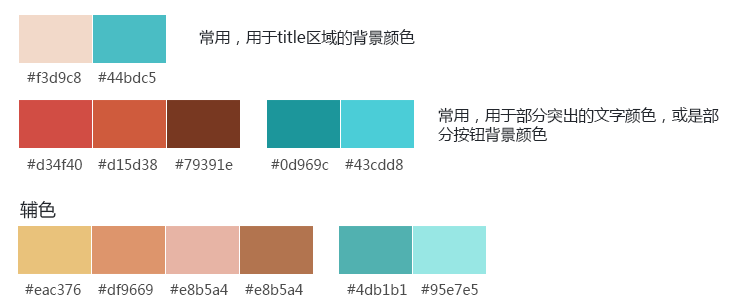 常用，用于title区域的背景颜色
#f3d9c8 #44bdc5
常用，用于部分突出的文字颜色，或是部
分按钮背景颜色
#d34f40 #d15d38 #79391e #0d969c #43cdd8
辅色
#eac376 #df9669 #e8b5a4 #e8b5a4 #4db1b1 #95e7e5